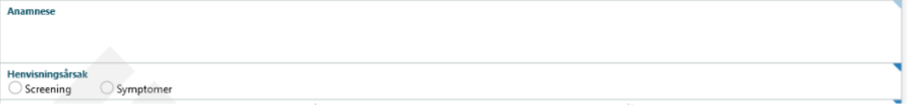 Anamnese
Henvisningsårsak
Screening Symptomer